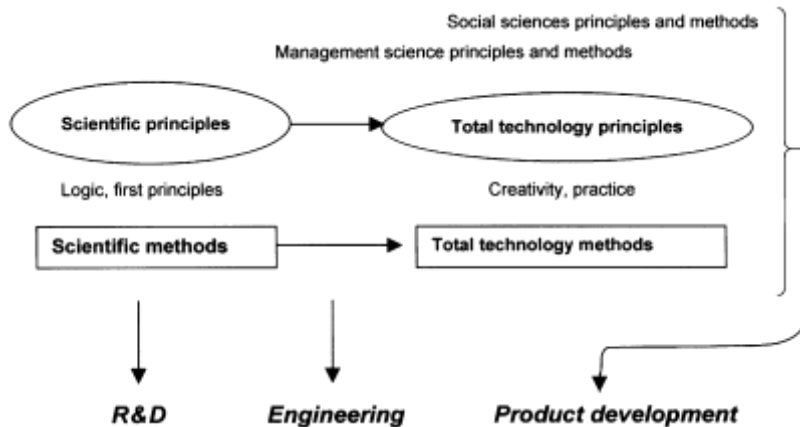 Social sciences principles and methods
Management science principles and methods
Scientific principles
Total technology principles
Logic, first principles
Creativity, practice
Scientific methods
Total technology methods
R&D
Engineering
Product development